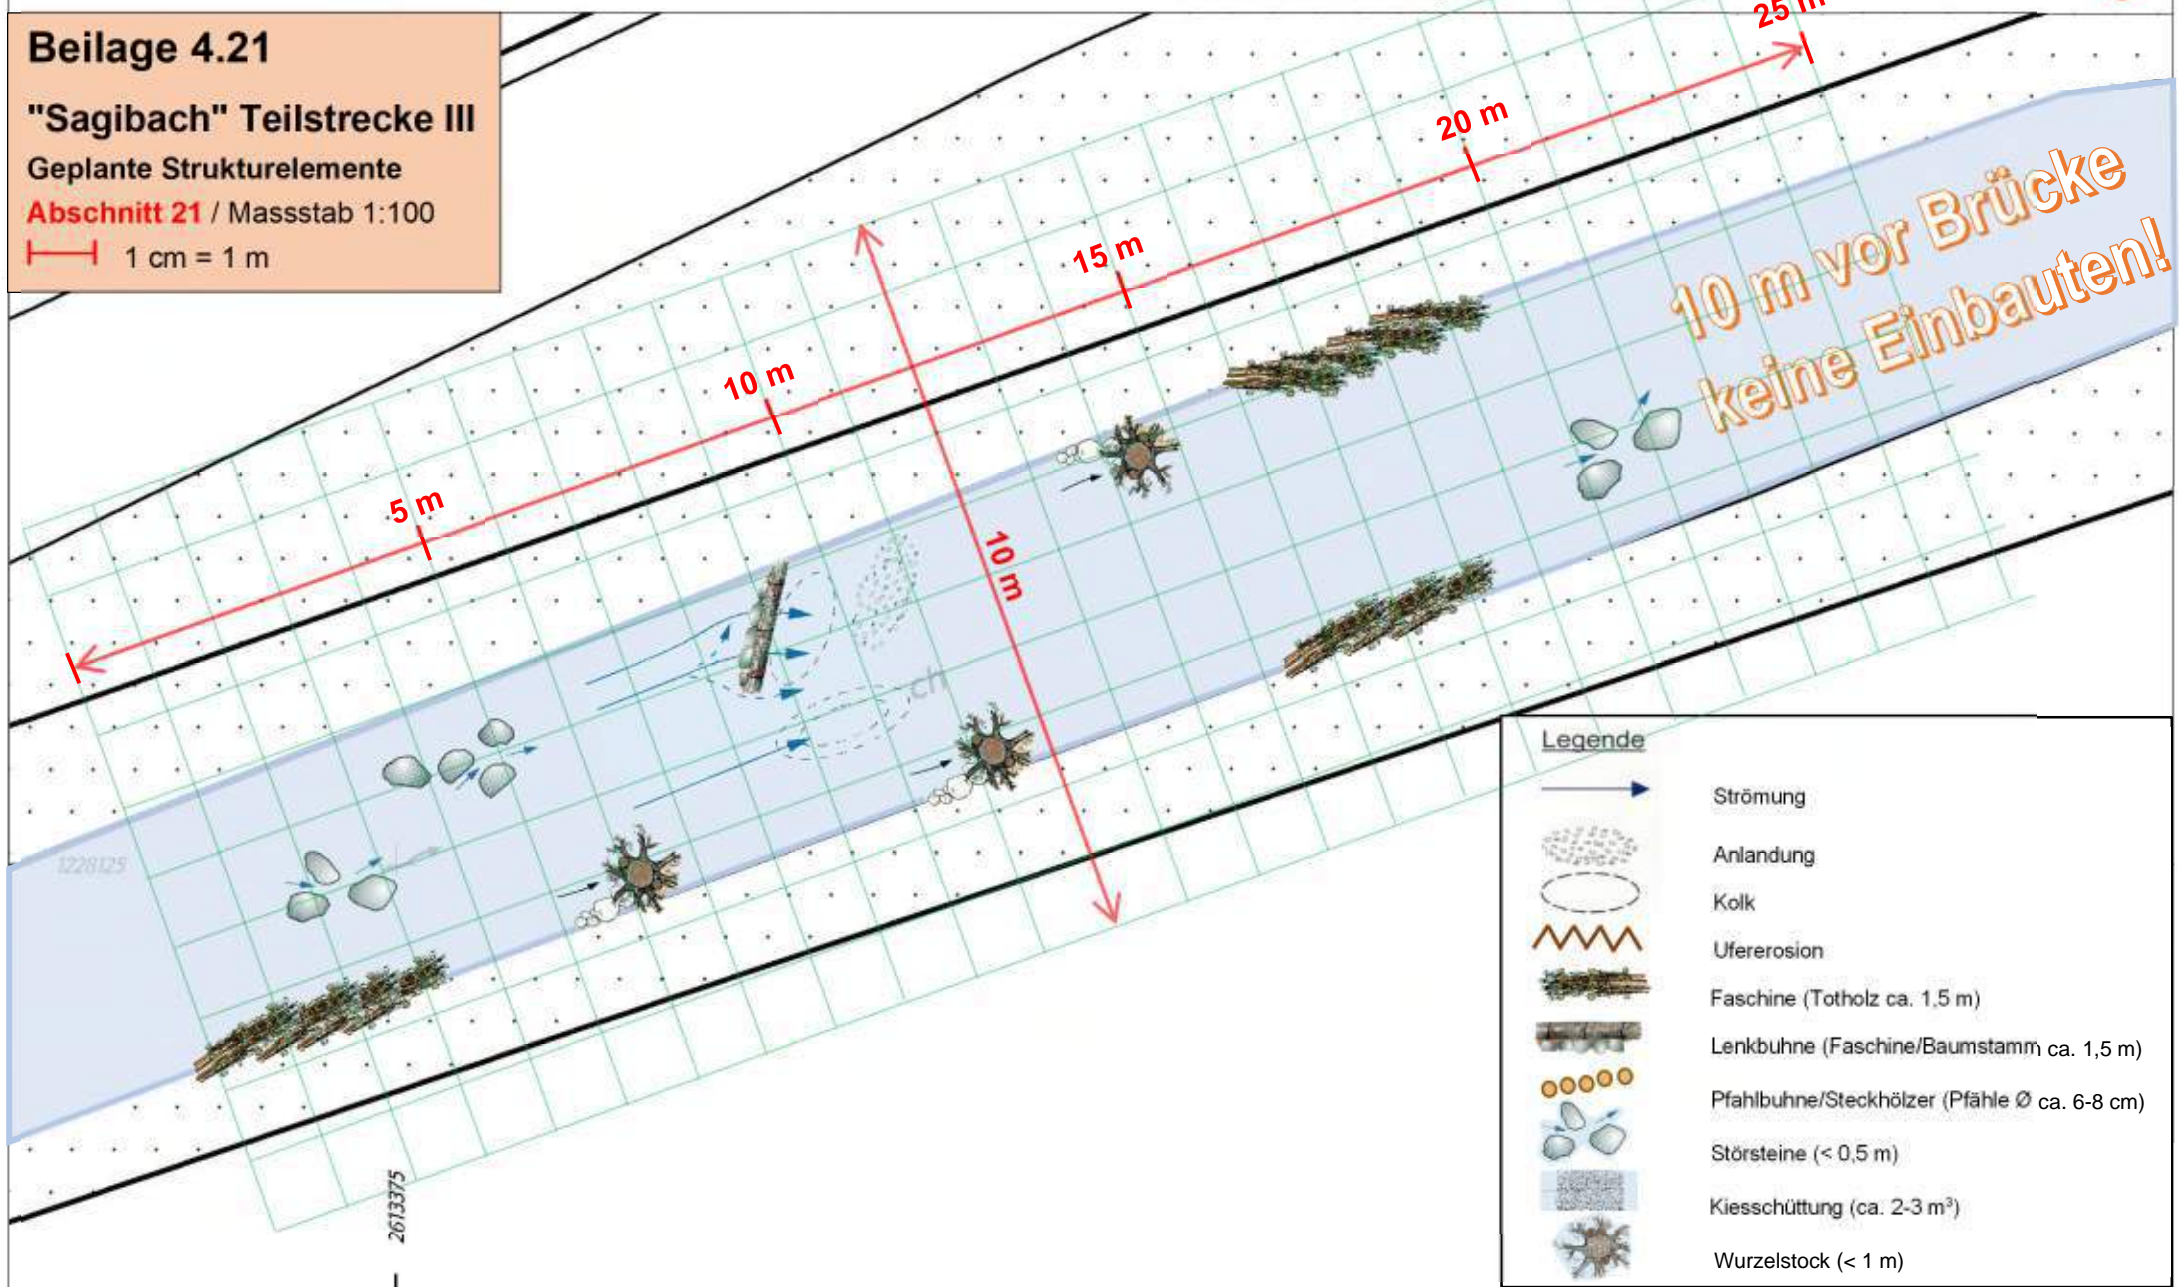 Beilage 4.21
"Sagibach" Teilstrecke III
Geplante Strukturelemente
Abschnitt 21 / Massstab 1:100
1 cm = 1 m
5 m
10 m
15 m
20 m
25 m
10 m
10 m vor Brücke
keine Einbauten!
ch
1228125
2613375
Legende
Strömung
Anlandung
Kolk
Ufererosion
Faschine (Totholz ca. 1,5 m)
Lenkbuhne (Faschine/Baumstamm ca. 1,5 m)
Pfahlbuhne/Steckhölzer (Pfähle Ø ca. 6-8 cm)
Störsteine (< 0,5 m)
Kiesschüttung (ca. 2-3 m³)
Wurzelstock (< 1 m)